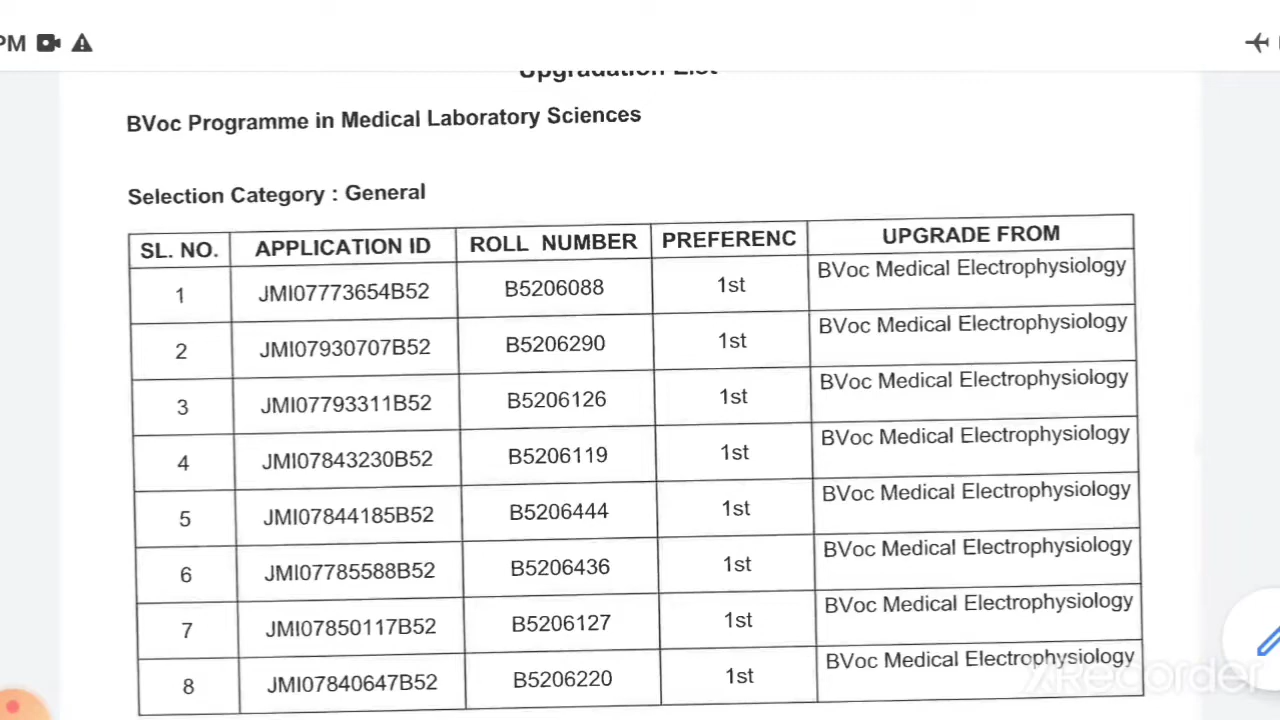 PM
Upgradation List
BVoc Programme in Medical Laboratory Sciences
Selection Category : General
SL. NO. APPLICATION ID ROLL NUMBER PREFERENC UPGRADE FROM
1 JMI07773654B52 B5206088 1st BVoc Medical Electrophysiology
2 JMI07930707B52 B5206290 1st BVoc Medical Electrophysiology
3 JMI07793311B52 B5206126 1st BVoc Medical Electrophysiology
4 JMI07843230B52 B5206119 1st BVoc Medical Electrophysiology
5 JMI07844185B52 B5206444 1st BVoc Medical Electrophysiology
6 JMI07785588B52 B5206436 1st BVoc Medical Electrophysiology
7 JMI07850117B52 B5206127 1st BVoc Medical Electrophysiology
8 JMI07840647B52 B5206220 1st BVoc Medical Electrophysiology
XRecorder